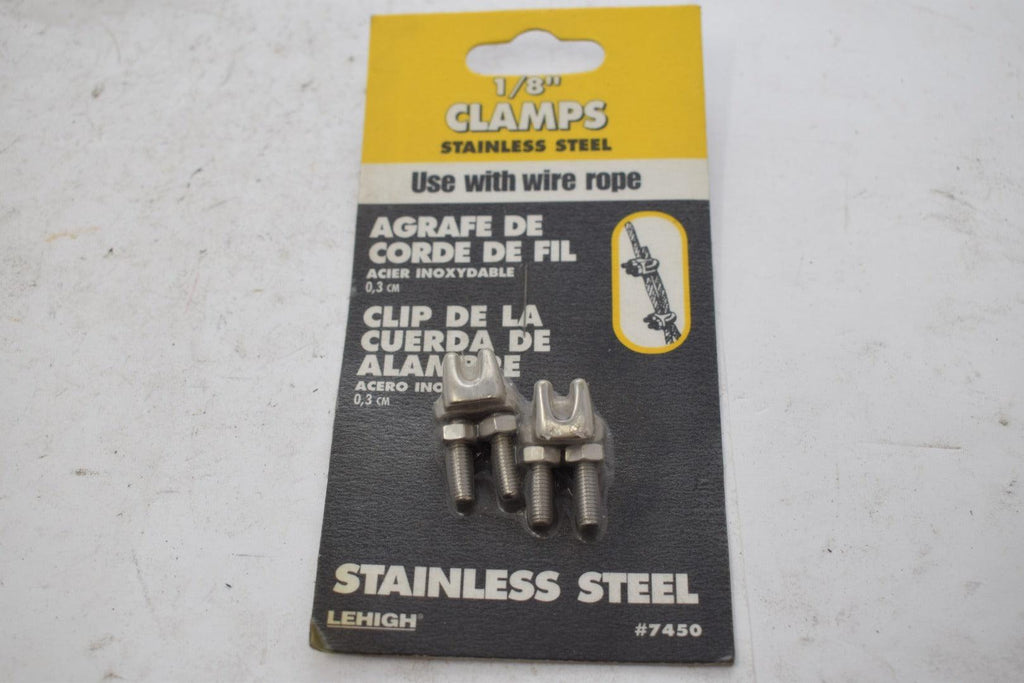 1/8"
CLAMPS
STAINLESS STEEL
Use with wire rope
AGRAFE DE
CORDE DE FIL
ACIER INOXYDABLE
0,3 CM
CLIP DE LA
CUERDA DE
ACERO
0,3 CM
STAINLESS STEEL
LEHIGH®
#7450